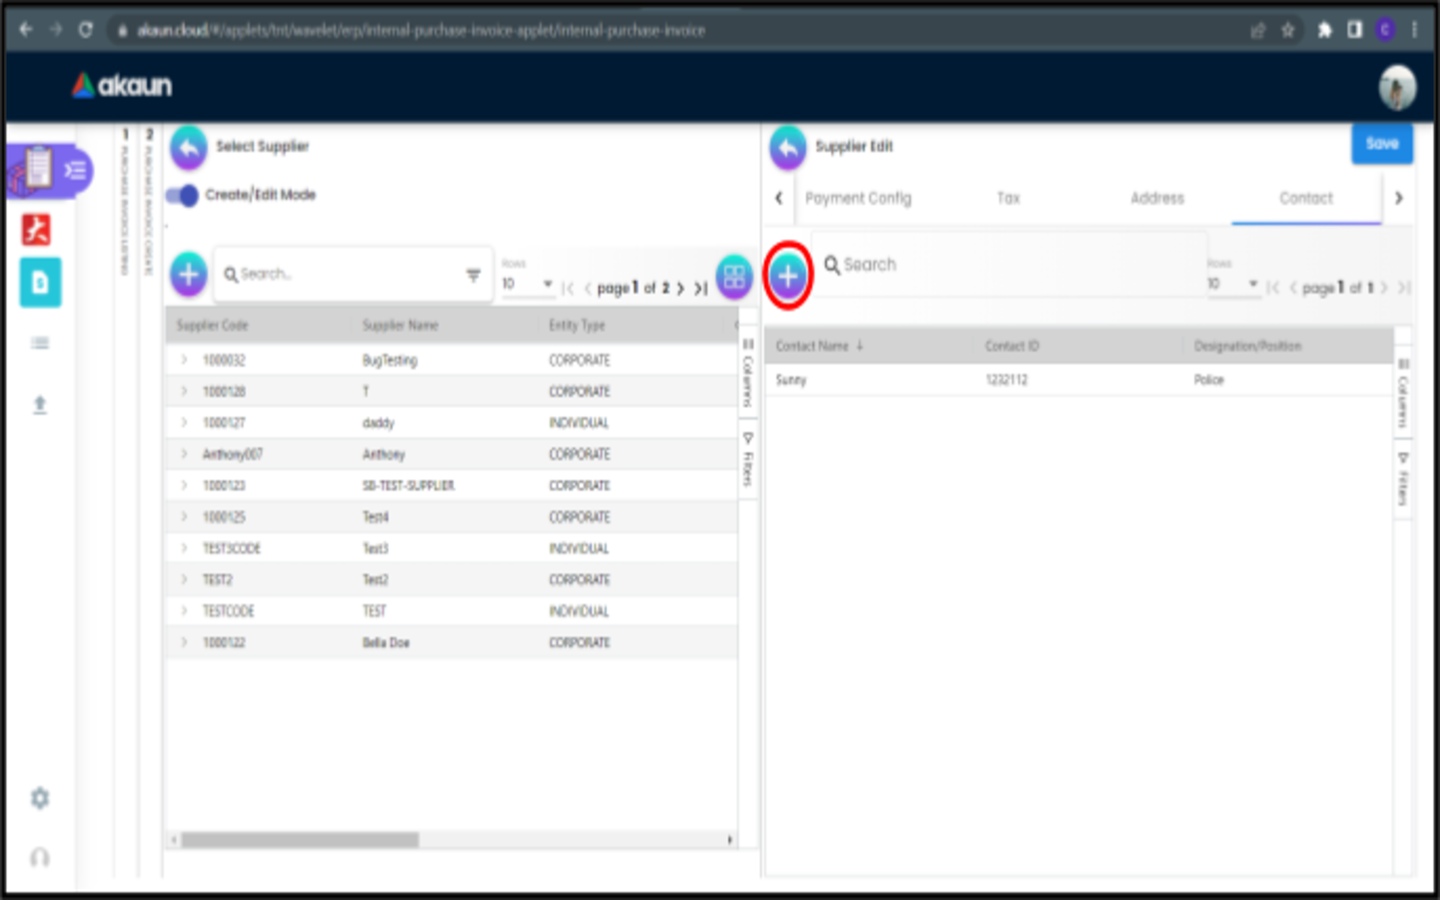 akaun.cloud/#/applets/tnt/wavelet/erp/internal-purchase-invoice-applet/internal-purchase-invoice
C
akaun
1
2
Select Supplier
Create/Edit Mode
Search...
Rows
10
page 1 of 2
Supplier Code Supplier Name Entity Type
1000032 BugTesting CORPORATE
1000128 T CORPORATE
1000127 daddy INDIVIDUAL
Anthony007 Anthony CORPORATE
1000123 SB-TEST-SUPPLIER CORPORATE
1000125 Test4 CORPORATE
TEST3CODE Test3 INDIVIDUAL
TEST2 Test2 CORPORATE
TESTCODE TEST INDIVIDUAL
1000122 Bella Doe CORPORATE
Columns
Filters
Supplier Edit
Save
Payment Config Tax Address Contact
Search
Rows
10
page 1 of 1
Contact Name Contact ID Designation/Position
Sunny 1232112 Police
Columns
Filters